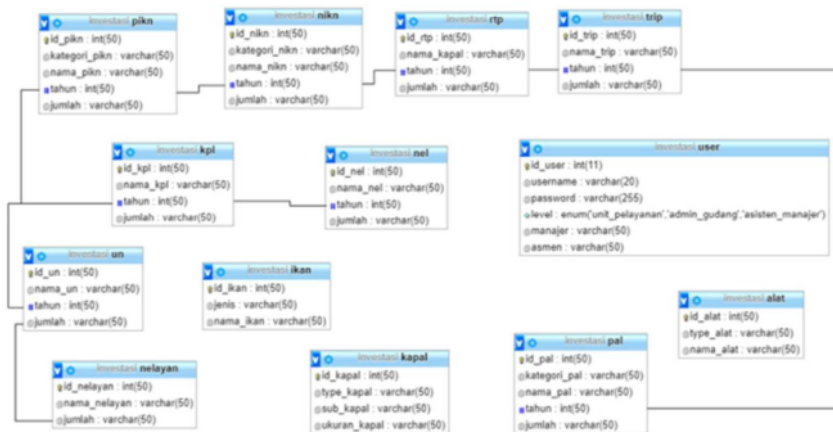 investasi pikn
id_pikn : int(50)
kategori_pikn : varchar(50)
nama_pikn : varchar(50)
tahun : int(50)
jumlah : varchar(50)
investasi nikn
id_nikn : int(50)
kategori_nikn : varchar(50)
nama_nikn : varchar(50)
tahun : int(50)
jumlah : varchar(50)
investasi rtp
id_rtp : int(50)
nama_kapal : varchar(50)
tahun : int(50)
jumlah : varchar(50)
investasi trip
id_trip : int(50)
nama_trip : varchar(50)
tahun : int(50)
jumlah : varchar(50)
investasi kpl
id_kpl : int(50)
nama_kpl : varchar(50)
tahun : int(50)
jumlah : varchar(50)
investasi nel
id_nel : int(50)
nama_nel : varchar(50)
tahun : int(50)
jumlah : varchar(50)
investasi user
id_user : int(11)
username : varchar(20)
password : varchar(255)
level : enum('unit_pelayanan','admin_gudang','asisten_manajer')
manajer : varchar(50)
asmen : varchar(50)
investasi un
id_un : int(50)
nama_un : varchar(50)
tahun : int(50)
jumlah : varchar(50)
investasi ikan
id_ikan : int(50)
jenis : varchar(50)
nama_ikan : varchar(50)
investasi alat
id_alat : int(50)
type_alat : varchar(50)
nama_alat : varchar(50)
investasi nelayan
id_nelayan : int(50)
nama_nelayan : varchar(50)
jumlah : varchar(50)
investasi kapal
id_kapal : int(50)
type_kapal : varchar(50)
sub_kapal : varchar(50)
ukuran_kapal : varchar(50)
investasi pal
id_pal : int(50)
kategori_pal : varchar(50)
nama_pal : varchar(50)
tahun : int(50)
jumlah : varchar(50)